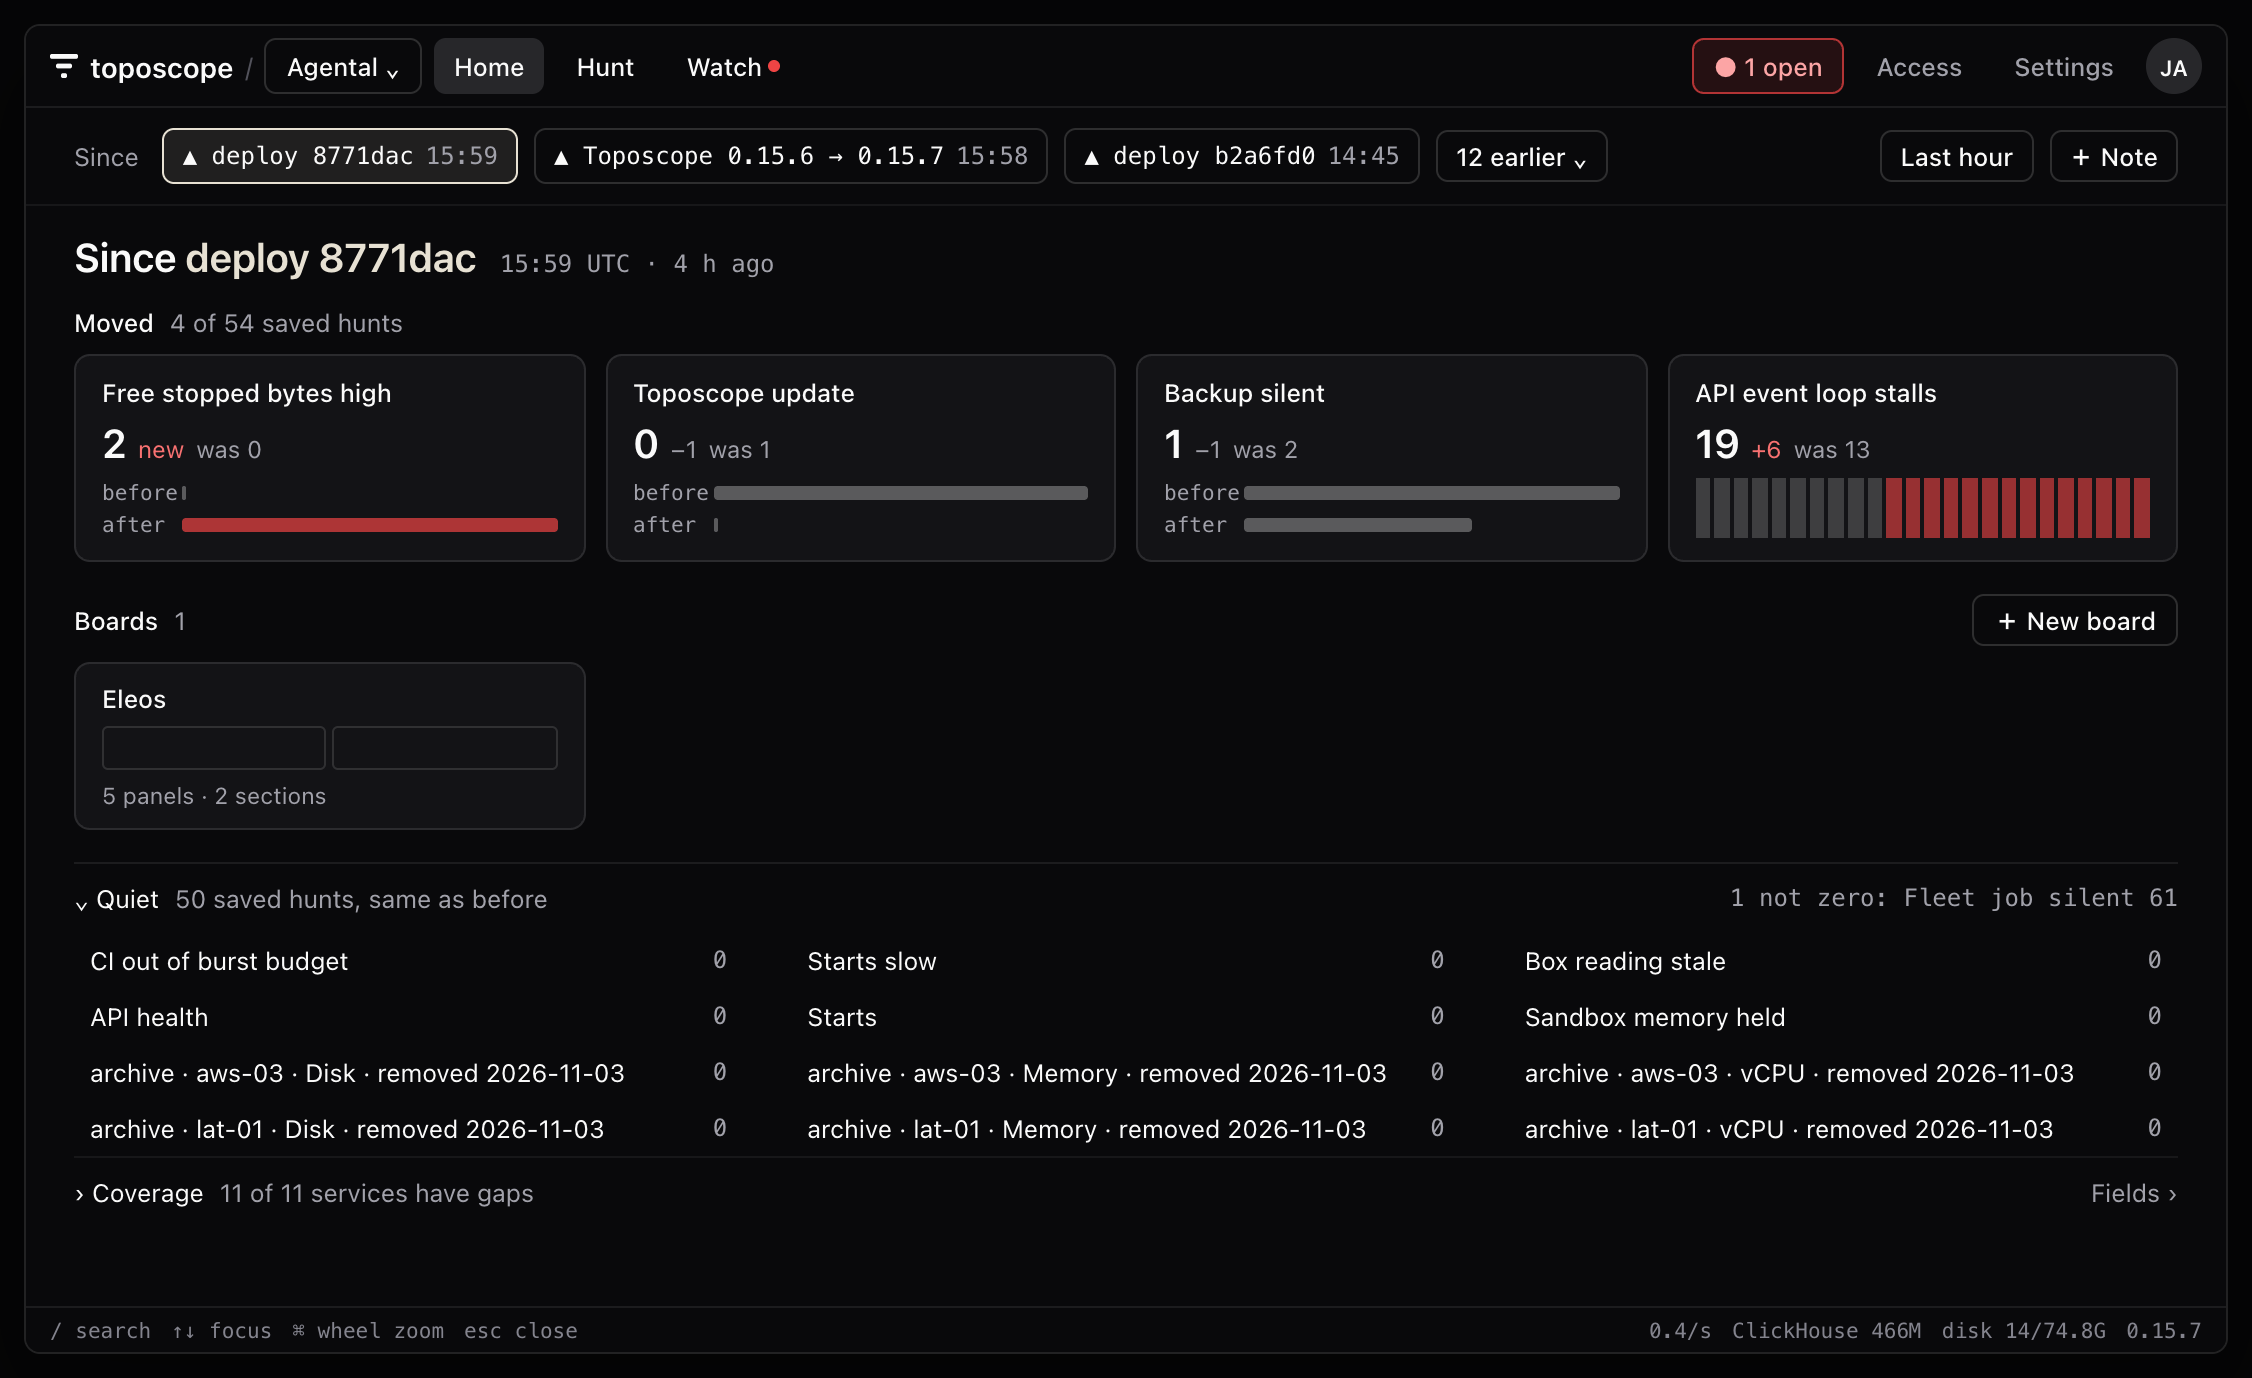 toposcope / Agental Home Hunt Watch 1 open Access Settings JA
Since ▲ deploy 8771dac 15:59 ▲ Toposcope 0.15.6 → 0.15.7 15:58 ▲ deploy b2a6fd0 14:45 12 earlier Last hour + Note
Since deploy 8771dac 15:59 UTC · 4 h ago
Moved 4 of 54 saved hunts
Free stopped bytes high
2 new was 0
before
after
Toposcope update
0 −1 was 1
before
after
Backup silent
1 −1 was 2
before
after
API event loop stalls
19 +6 was 13
Boards 1 + New board
Eleos
5 panels · 2 sections
Quiet 50 saved hunts, same as before 1 not zero: Fleet job silent 61
CI out of burst budget 0 Starts slow 0 Box reading stale 0
API health 0 Starts 0 Sandbox memory held 0
archive · aws-03 · Disk · removed 2026-11-03 0 archive · aws-03 · Memory · removed 2026-11-03 0 archive · aws-03 · vCPU · removed 2026-11-03 0
archive · lat-01 · Disk · removed 2026-11-03 0 archive · lat-01 · Memory · removed 2026-11-03 0 archive · lat-01 · vCPU · removed 2026-11-03 0
› Coverage 11 of 11 services have gaps Fields ›
/ search ↑↓ focus ⌘ wheel zoom esc close 0.4/s ClickHouse 466M disk 14/74.8G 0.15.7